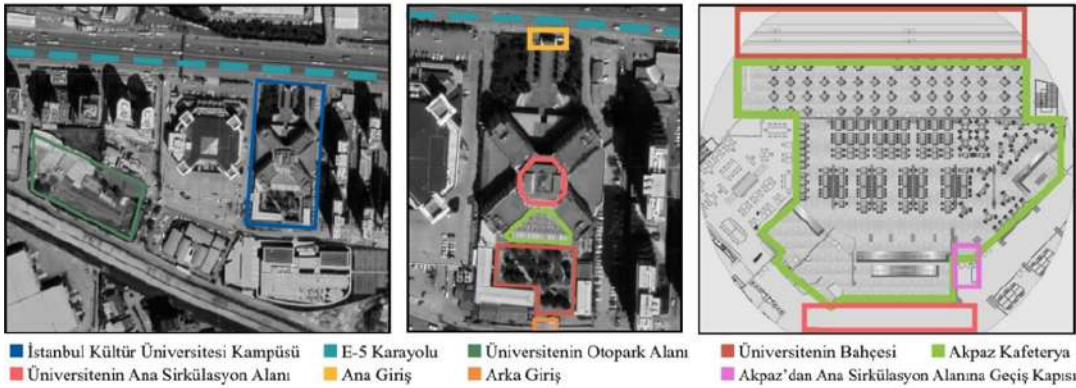 İstanbul Kültür Üniversitesi Kampüsü E-5 Karayolu Üniversitenin Otopark Alanı Üniversitenin Bahçesi Akpaz Kafeterya
Üniversitenin Ana Sirkülasyon Alanı Ana Giriş Arka Giriş Akpaz'dan Ana Sirkülasyon Alanına Geçiş Kapısı